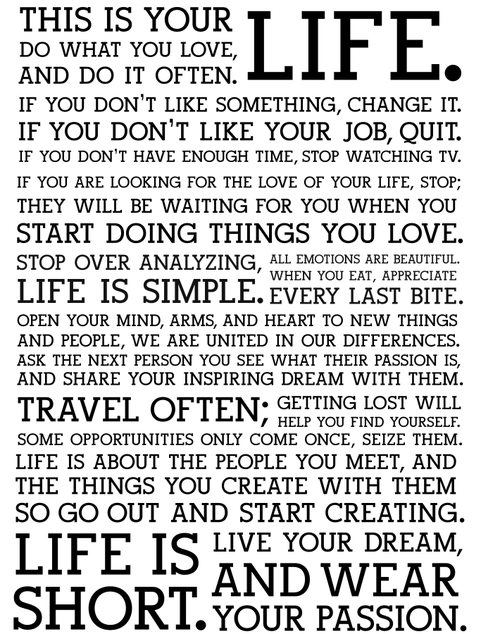 THIS IS YOUR LIFE.
DO WHAT YOU LOVE,
AND DO IT OFTEN.
IF YOU DON'T LIKE SOMETHING, CHANGE IT.
IF YOU DON'T LIKE YOUR JOB, QUIT.
IF YOU DON'T HAVE ENOUGH TIME, STOP WATCHING TV.
IF YOU ARE LOOKING FOR THE LOVE OF YOUR LIFE, STOP;
THEY WILL BE WAITING FOR YOU WHEN YOU
START DOING THINGS YOU LOVE.
STOP OVER ANALYZING,
LIFE IS SIMPLE.
ALL EMOTIONS ARE BEAUTIFUL.
WHEN YOU EAT, APPRECIATE
EVERY LAST BITE.
OPEN YOUR MIND, ARMS, AND HEART TO NEW THINGS
AND PEOPLE, WE ARE UNITED IN OUR DIFFERENCES.
ASK THE NEXT PERSON YOU SEE WHAT THEIR PASSION IS,
AND SHARE YOUR INSPIRING DREAM WITH THEM.
TRAVEL OFTEN;
GETTING LOST WILL
HELP YOU FIND YOURSELF.
SOME OPPORTUNITIES ONLY COME ONCE, SEIZE THEM.
LIFE IS ABOUT THE PEOPLE YOU MEET, AND
THE THINGS YOU CREATE WITH THEM
SO GO OUT AND START CREATING.
LIFE IS
SHORT.
LIVE YOUR DREAM,
AND WEAR
YOUR PASSION.